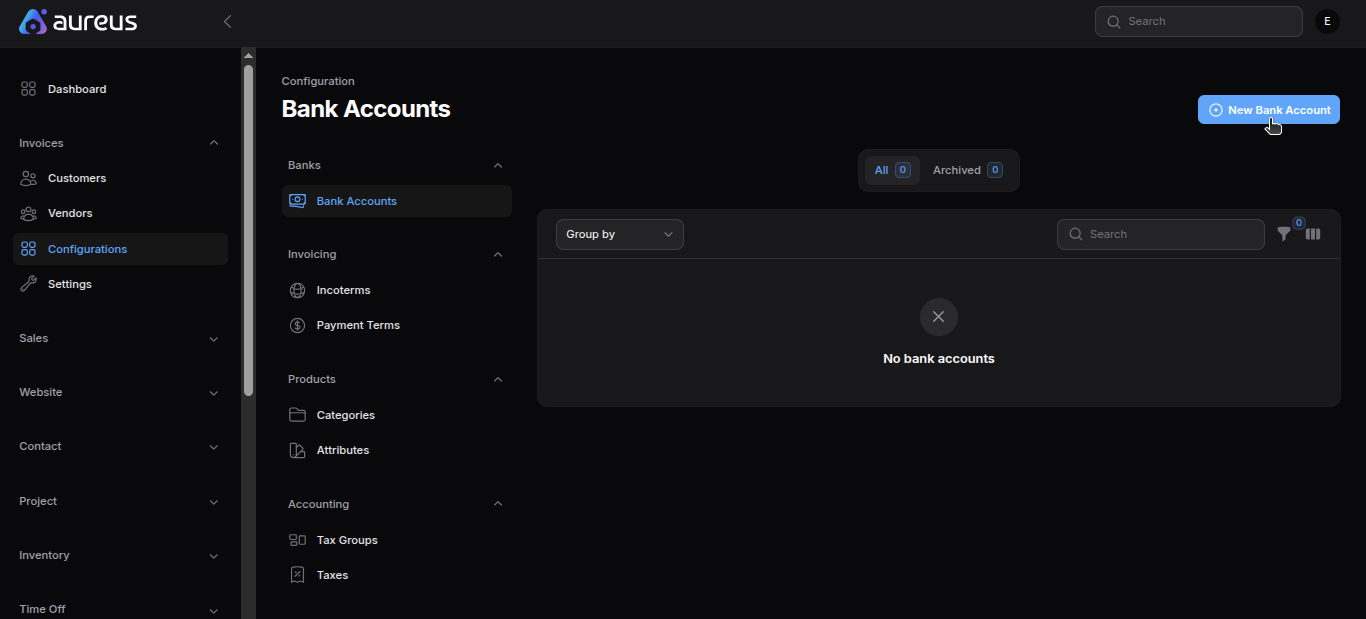 aureus
Search
E
Dashboard
Invoices
Customers
Vendors
Configurations
Settings
Sales
Website
Contact
Project
Inventory
Time Off
Configuration
Bank Accounts
New Bank Account
Banks
Bank Accounts
Invoicing
Incoterms
Payment Terms
Products
Categories
Attributes
Accounting
Tax Groups
Taxes
All 0 Archived 0
Group by
Search
0
No bank accounts